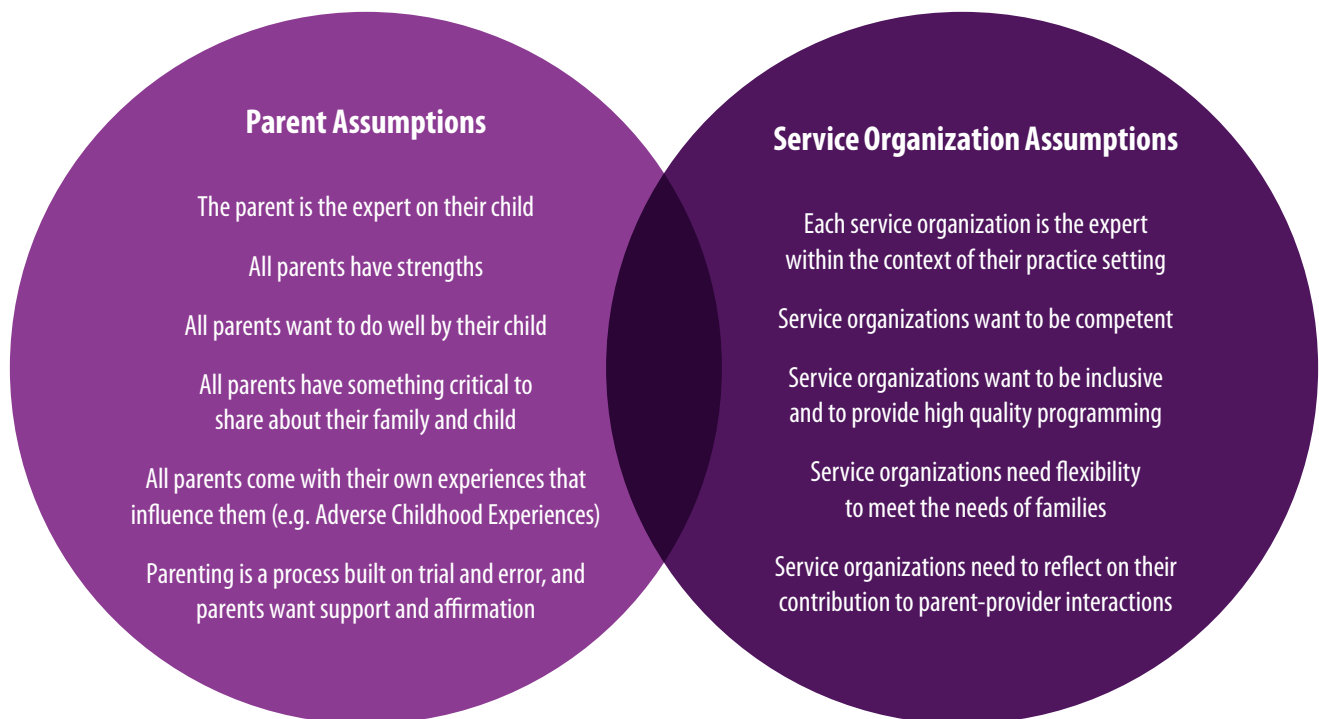 Parent Assumptions
The parent is the expert on their child
All parents have strengths
All parents want to do well by their child
All parents have something critical to
share about their family and child
All parents come with their own experiences that
influence them (e.g. Adverse Childhood Experiences)
Parenting is a process built on trial and error, and
parents want support and affirmation
Service Organization Assumptions
Each service organization is the expert
within the context of their practice setting
Service organizations want to be competent
Service organizations want to be inclusive
and to provide high quality programming
Service organizations need flexibility
to meet the needs of families
Service organizations need to reflect on their
contribution to parent-provider interactions